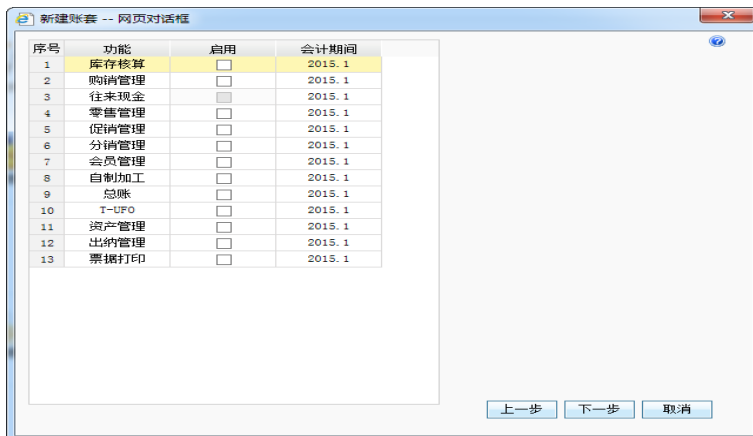 新建账套 -- 网页对话框
序号 功能 启用 会计期间
1 库存核算 2015. 1
2 购销管理 2015. 1
3 往来现金 2015. 1
4 零售管理 2015. 1
5 促销管理 2015. 1
6 分销管理 2015. 1
7 会员管理 2015. 1
8 自制加工 2015. 1
9 总账 2015. 1
10 T-UFO 2015. 1
11 资产管理 2015. 1
12 出纳管理 2015. 1
13 票据打印 2015. 1
上一步 下一步 取消